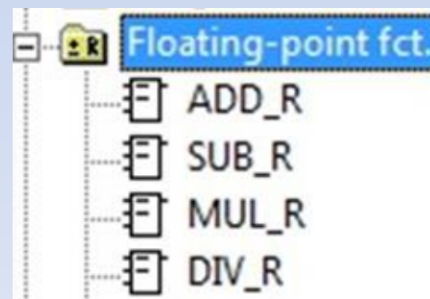 ± R Floating-point fct.
ADD_R
SUB_R
MUL_R
DIV_R